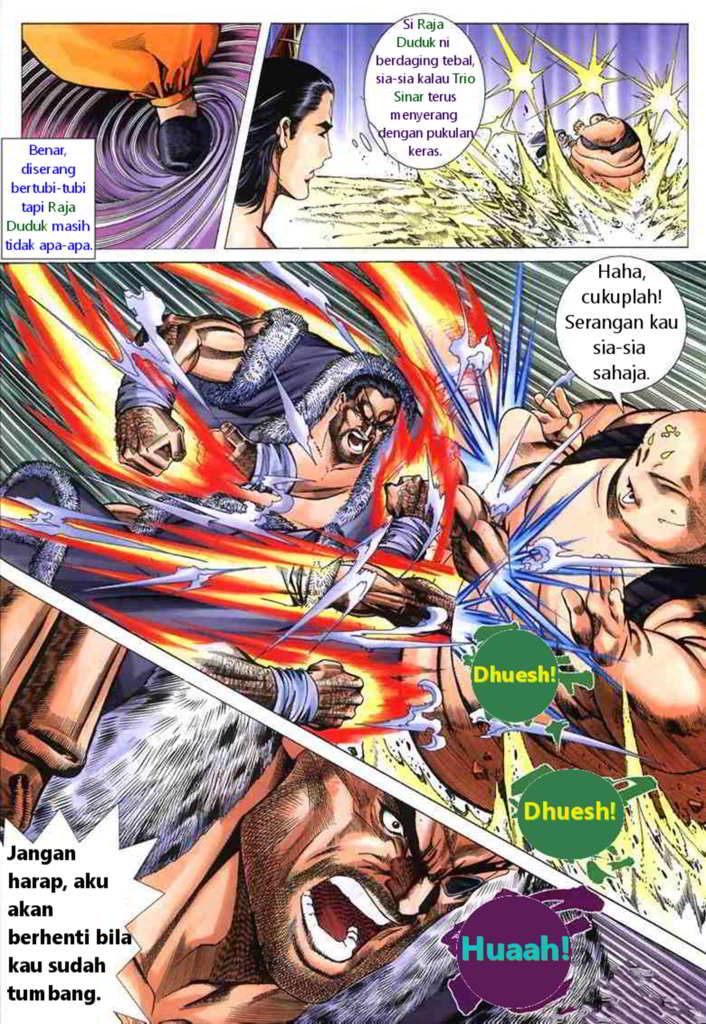 Si Raja
Duduk ni
berdaging tebal,
sia-sia kalau Trio
Sinar terus
menyerang
dengan pukulan
keras.
Benar,
diserang
bertubi-tubi
tapi Raja
Duduk masih
tidak apa-apa.
Haha,
cukuplah!
Serangan kau
sia-sia
sahaja.
Dhuesh!
Dhuesh!
Jangan
harap, aku
akan
berhenti bila
kau sudah
tumbang.
Huaah!